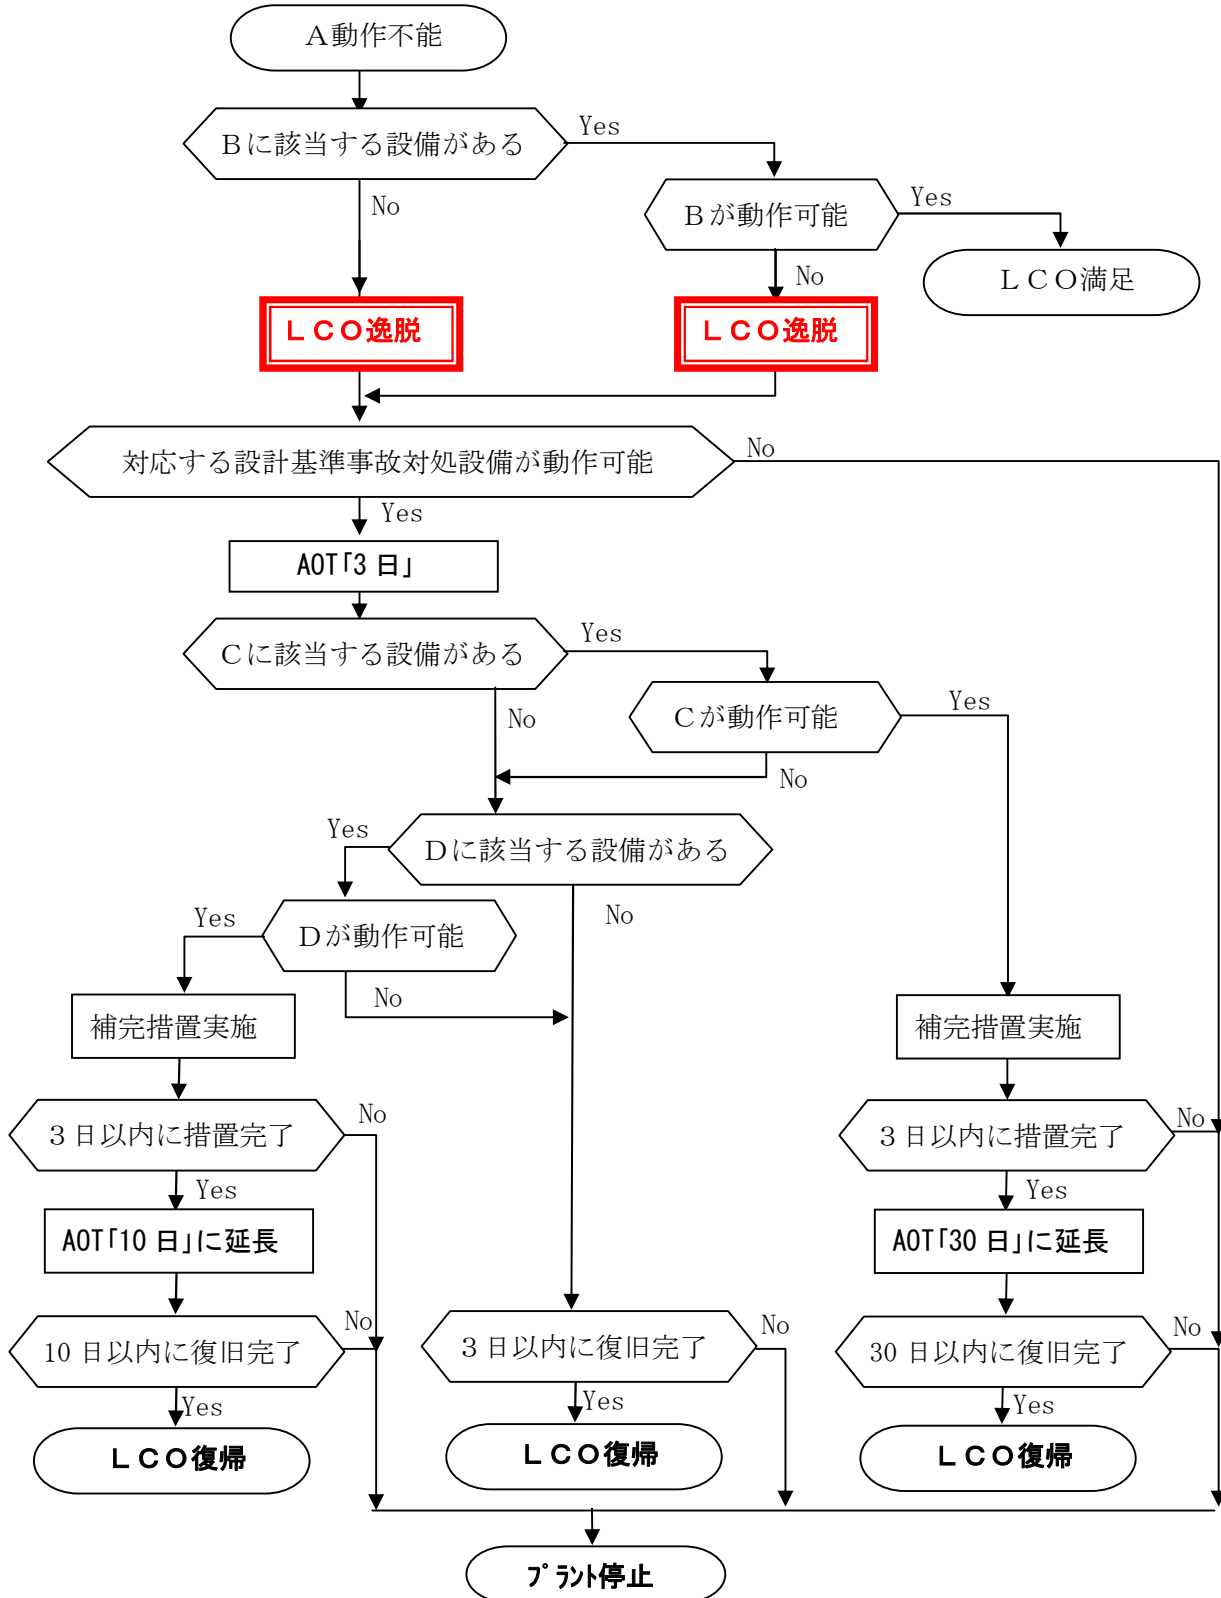 Ａ動作不能
Ｂに該当する設備がある
Yes
No
Ｂが動作可能
Yes
ＬＣＯ満足
No
ＬＣＯ逸脱
ＬＣＯ逸脱
対応する設計基準事故対処設備が動作可能
No
Yes
AOT「3 日」
Ｃに該当する設備がある
Yes
No
Ｃが動作可能
Yes
No
Ｄに該当する設備がある
Yes
No
Ｄが動作可能
Yes
No
補完措置実施
補完措置実施
３日以内に措置完了
No
３日以内に措置完了
No
Yes
Yes
AOT「10 日」に延長
AOT「30 日」に延長
10 日以内に復旧完了
No
３日以内に復旧完了
No
30 日以内に復旧完了
No
Yes
Yes
Yes
ＬＣＯ復帰
ＬＣＯ復帰
ＬＣＯ復帰
ﾌﾟﾗﾝﾄ停止